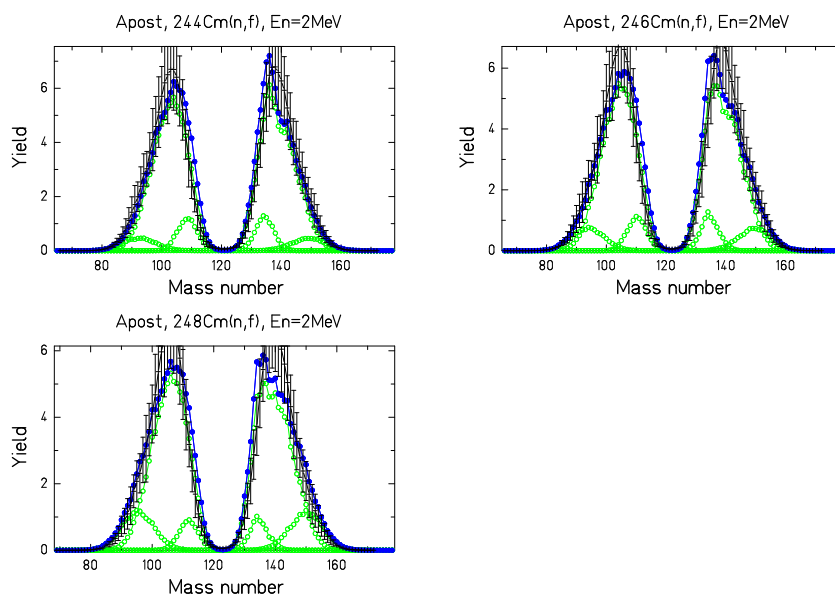 Apost, 244Cm(n,f), En=2MeV
Yield
6
4
2
0
80 100 120 140 160
Mass number
Apost, 246Cm(n,f), En=2MeV
Yield
6
4
2
0
80 100 120 140 160
Mass number
Apost, 248Cm(n,f), En=2MeV
Yield
6
4
2
0
80 100 120 140 160
Mass number